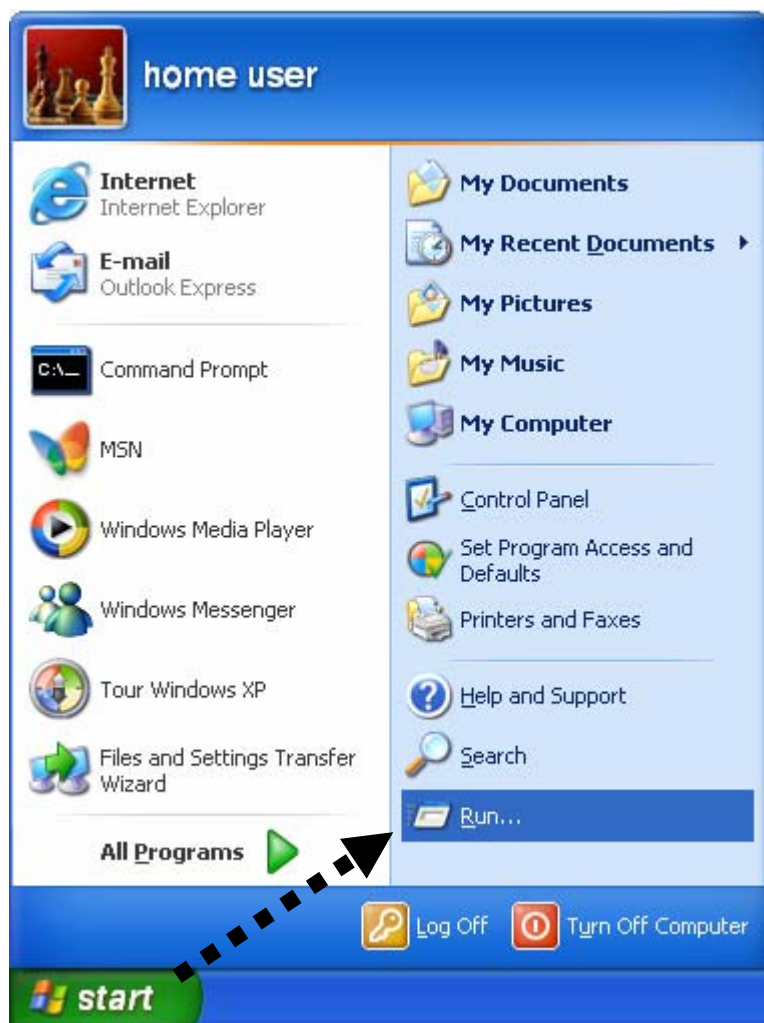 home user
Internet
Internet Explorer
E-mail
Outlook Express
C:\_
Command Prompt
MSN
Windows Media Player
Windows Messenger
Tour Windows XP
Files and Settings Transfer
Wizard
All Programs
My Documents
My Recent Documents
My Pictures
My Music
My Computer
Control Panel
Set Program Access and
Defaults
Printers and Faxes
Help and Support
Search
Run...
Log Off
Turn Off Computer
start